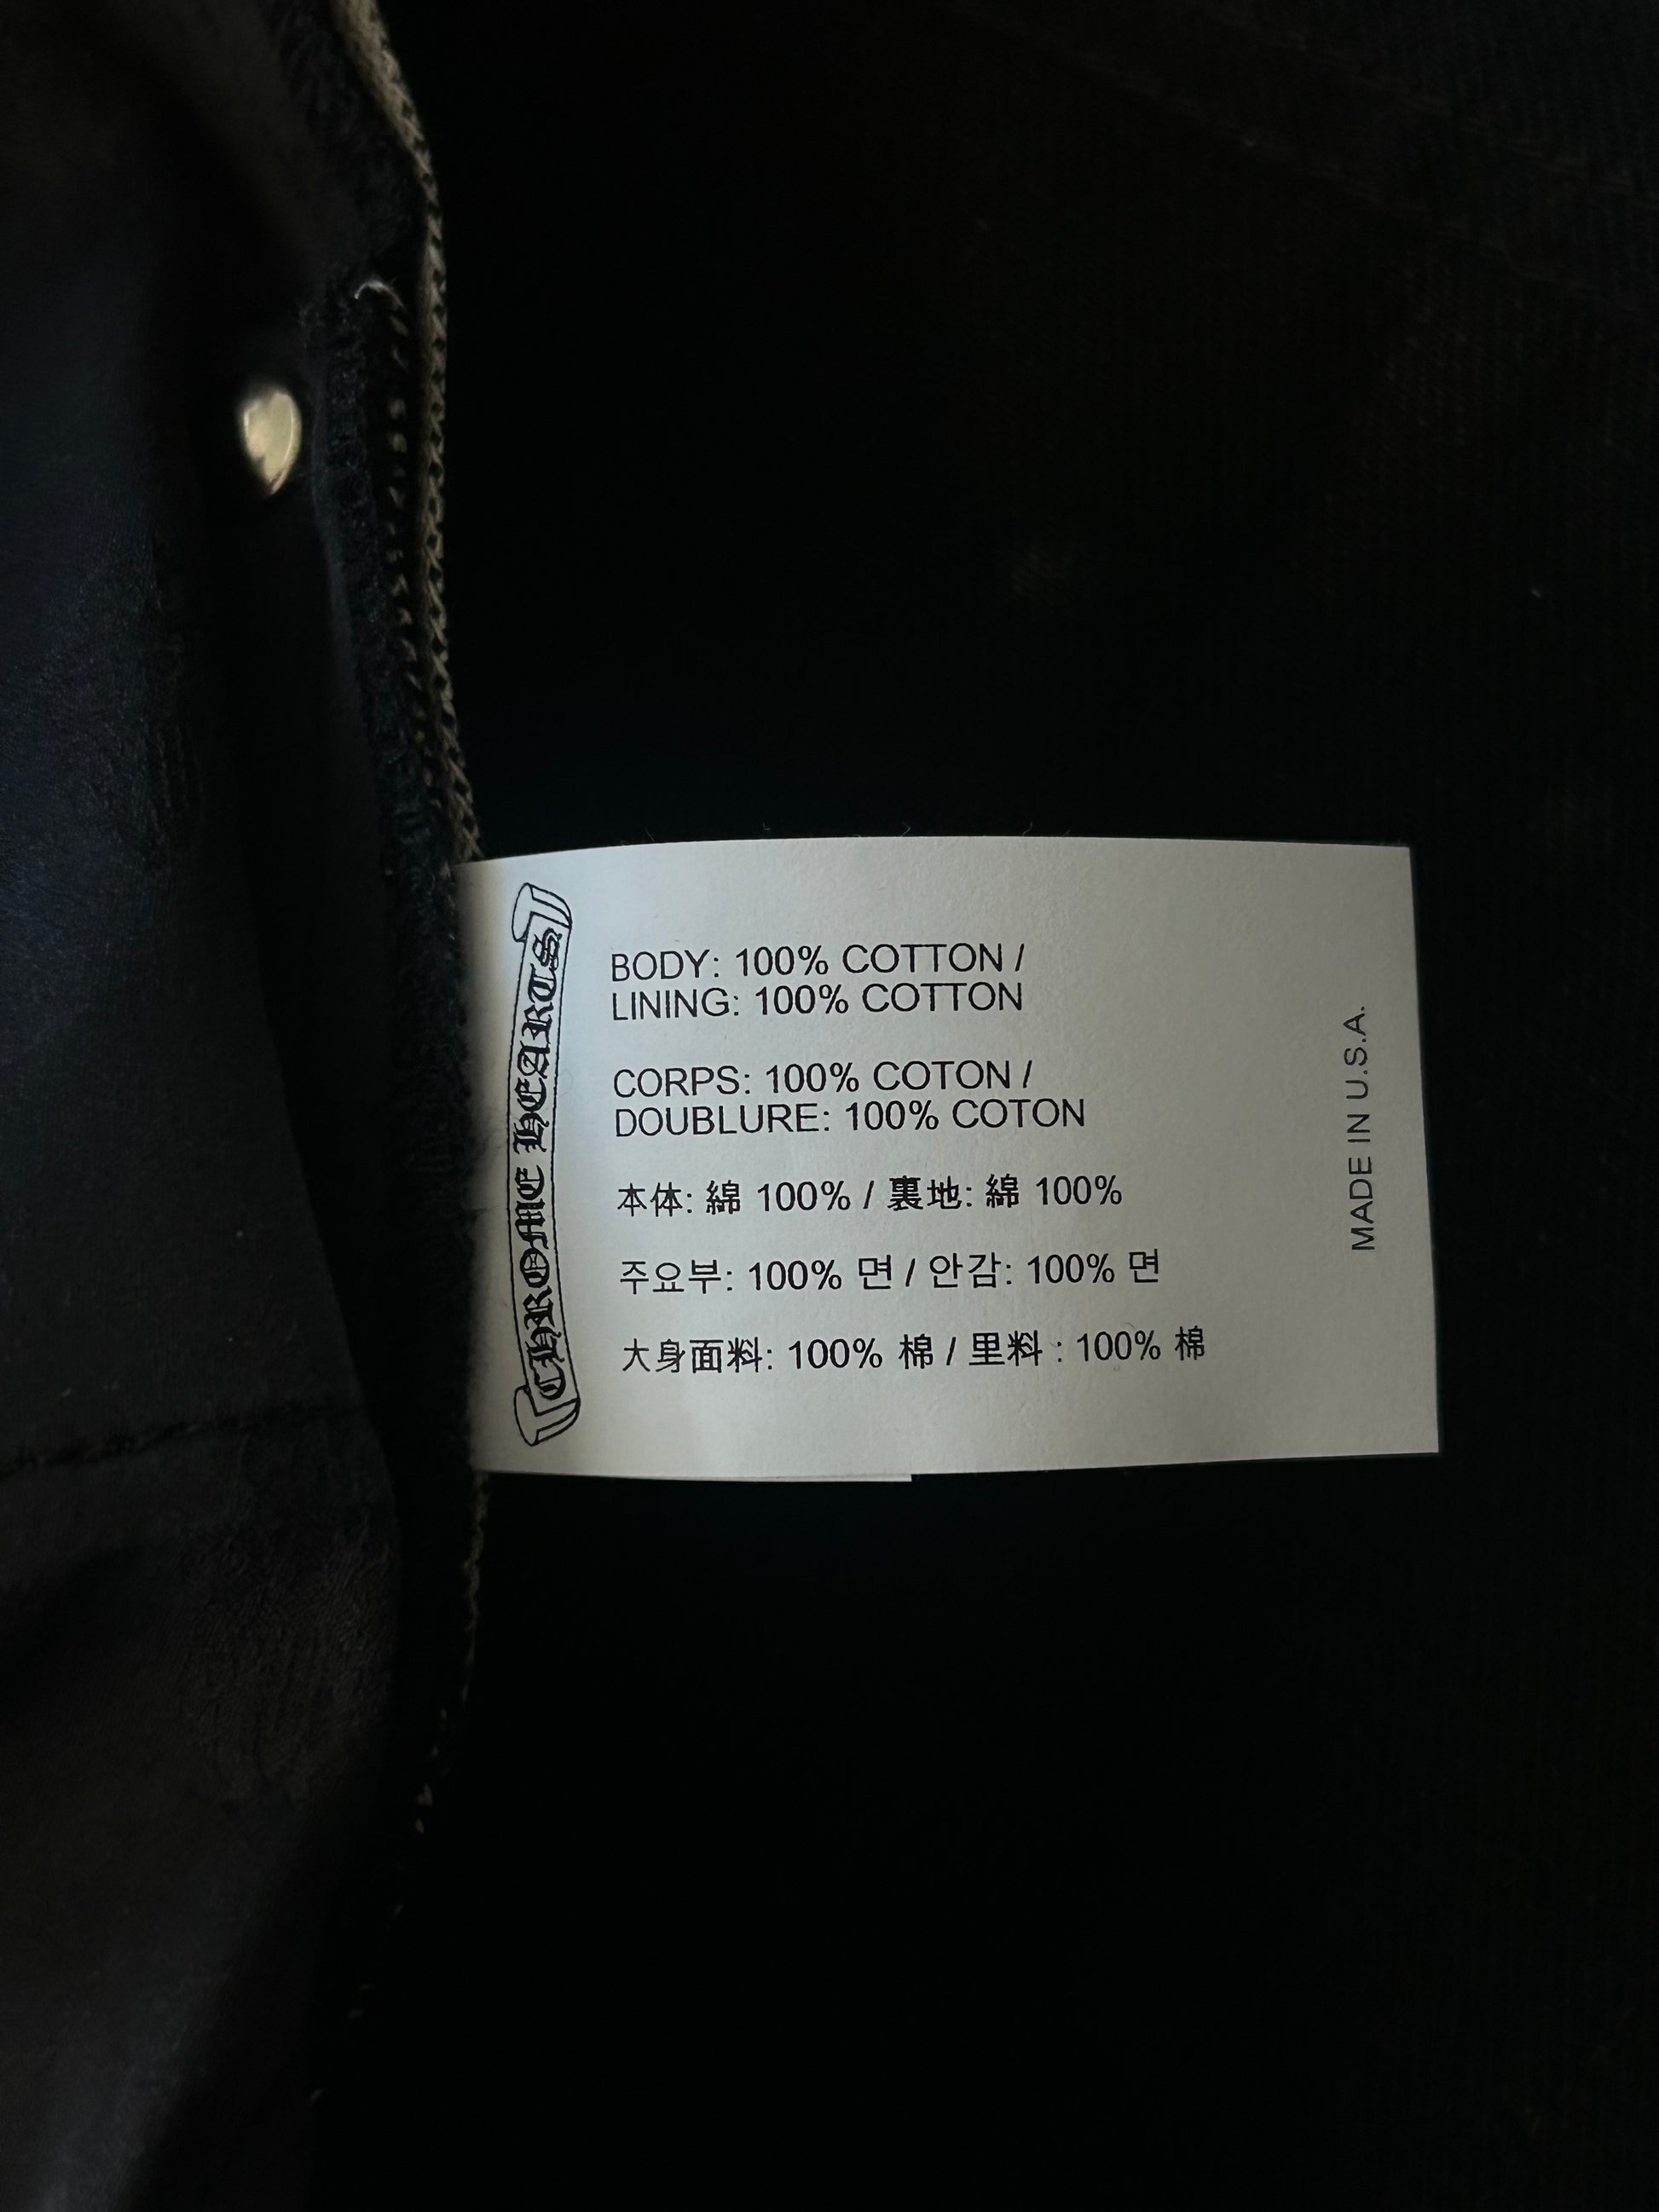 CHROME HEARTS
BODY: 100% COTTON /
LINING: 100% COTTON
CORPS: 100% COTON /
DOUBLURE: 100% COTON
本体: 綿 100% / 裏地: 綿 100%
주요부: 100% 면 / 안감: 100% 면
大身面料: 100% 棉 / 里料 : 100% 棉
MADE IN U.S.A.